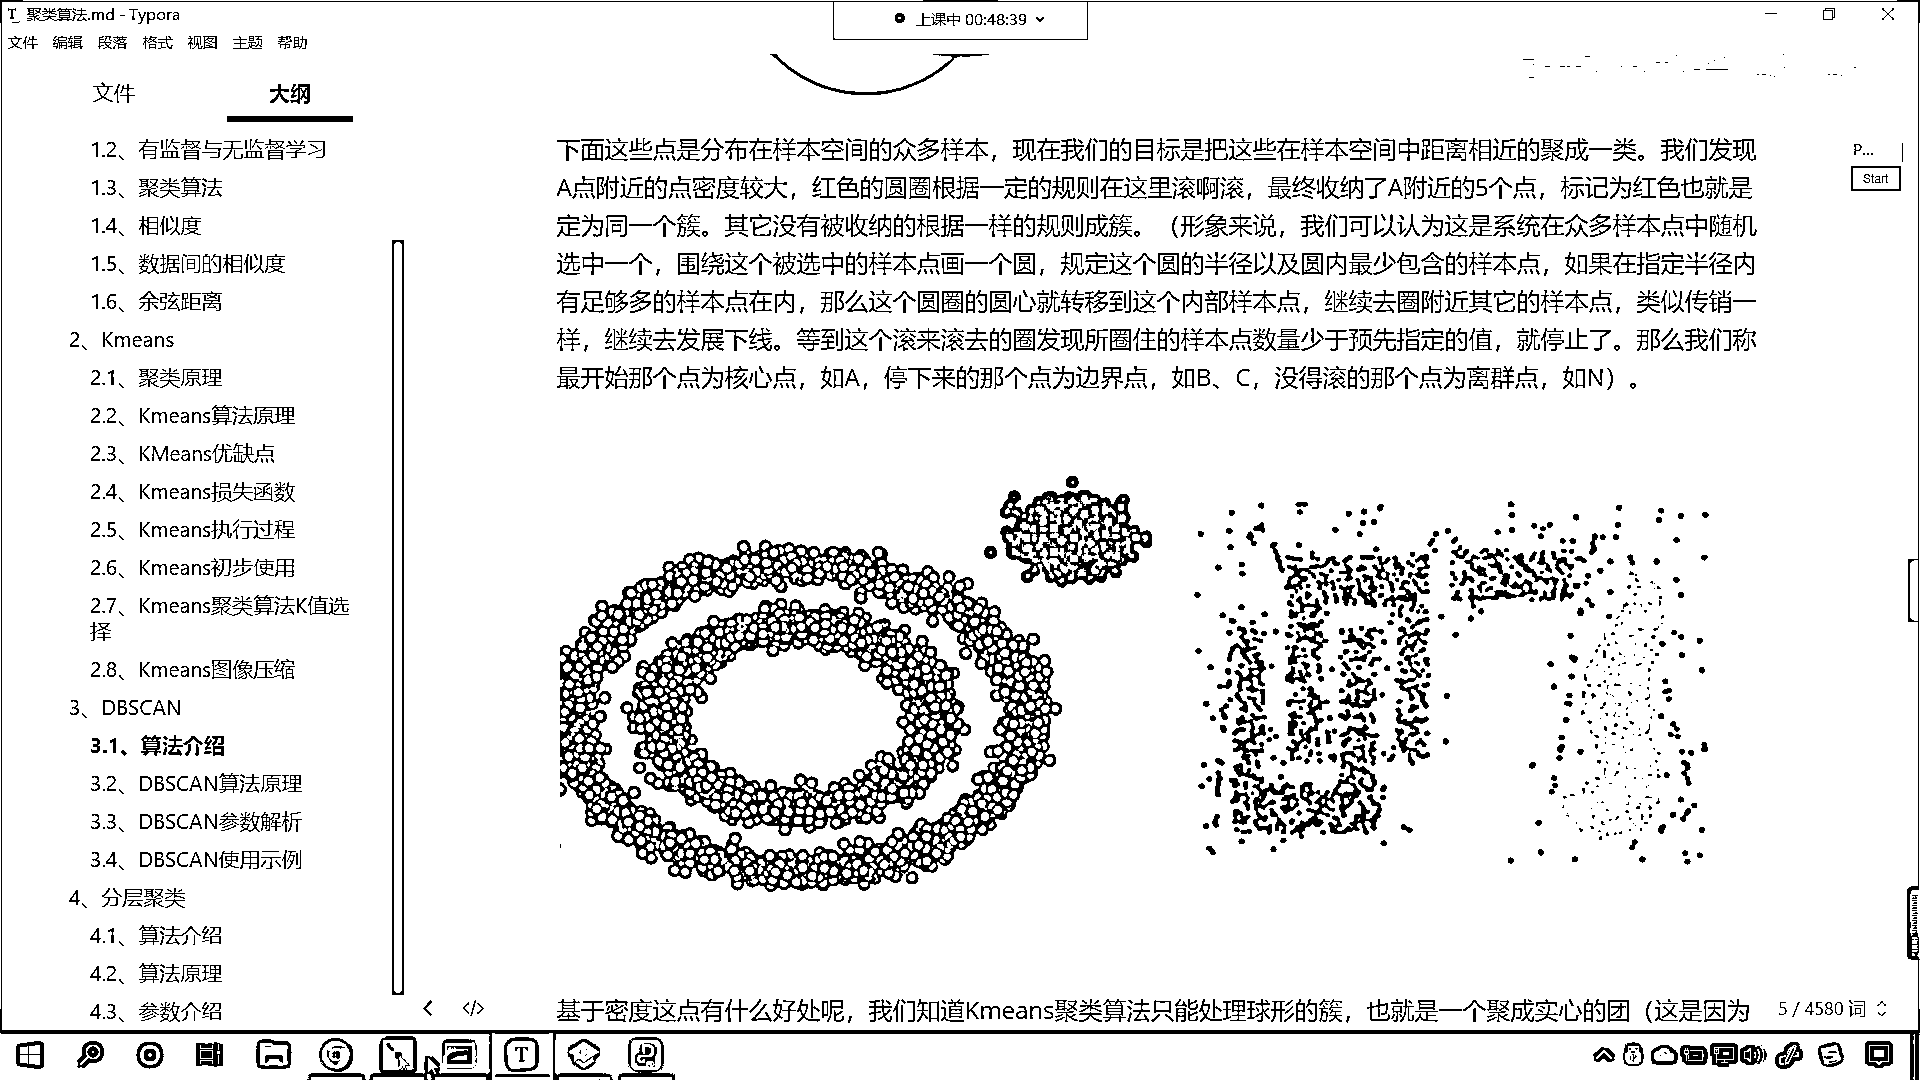 聚类算法.md - Typora
上课中 00:48:39
文件 编辑 段落 格式 视图 主题 帮助
文件 大纲
1.2、有监督与无监督学习
1.3、聚类算法
1.4、相似度
1.5、数据间的相似度
1.6、余弦距离
2、Kmeans
2.1、聚类原理
2.2、Kmeans算法原理
2.3、KMeans优缺点
2.4、Kmeans损失函数
2.5、Kmeans执行过程
2.6、Kmeans初步使用
2.7、Kmeans聚类算法K值选
择
2.8、Kmeans图像压缩
3、DBSCAN
3.1、算法介绍
3.2、DBSCAN算法原理
3.3、DBSCAN参数解析
3.4、DBSCAN使用示例
4、分层聚类
4.1、算法介绍
4.2、算法原理
4.3、参数介绍
下面这些点是分布在样本空间的众多样本，现在我们的目标是把这些在样本空间中距离相近的聚成一类。我们发现
A点附近的点密度较大，红色的圆圈根据一定的规则在这里滚啊滚，最终收纳了A附近的5个点，标记为红色也就是
定为同一个簇。其它没有被收纳的根据一样的规则成簇。（形象来说，我们可以认为这是系统在众多样本点中随机
选中一个，围绕这个被选中的样本点画一个圆，规定这个圆的半径以及圆内最少包含的样本点，如果在指定半径内
有足够多的样本点在内，那么这个圆圈的圆心就转移到这个内部样本点，继续去圈附近其它的样本点，类似传销一
样，继续去发展下线。等到这个滚来滚去的圈发现所圈住的样本点数量少于预先指定的值，就停止了。那么我们称
最开始那个点为核心点，如A，停下来的那个点为边界点，如B、C，没得滚的那个点为离群点，如N）。
基于密度这点有什么好处呢，我们知道Kmeans聚类算法只能处理球形的簇，也就是一个聚成实心的团（这是因为
P...
Start
</> 5 / 4580 词